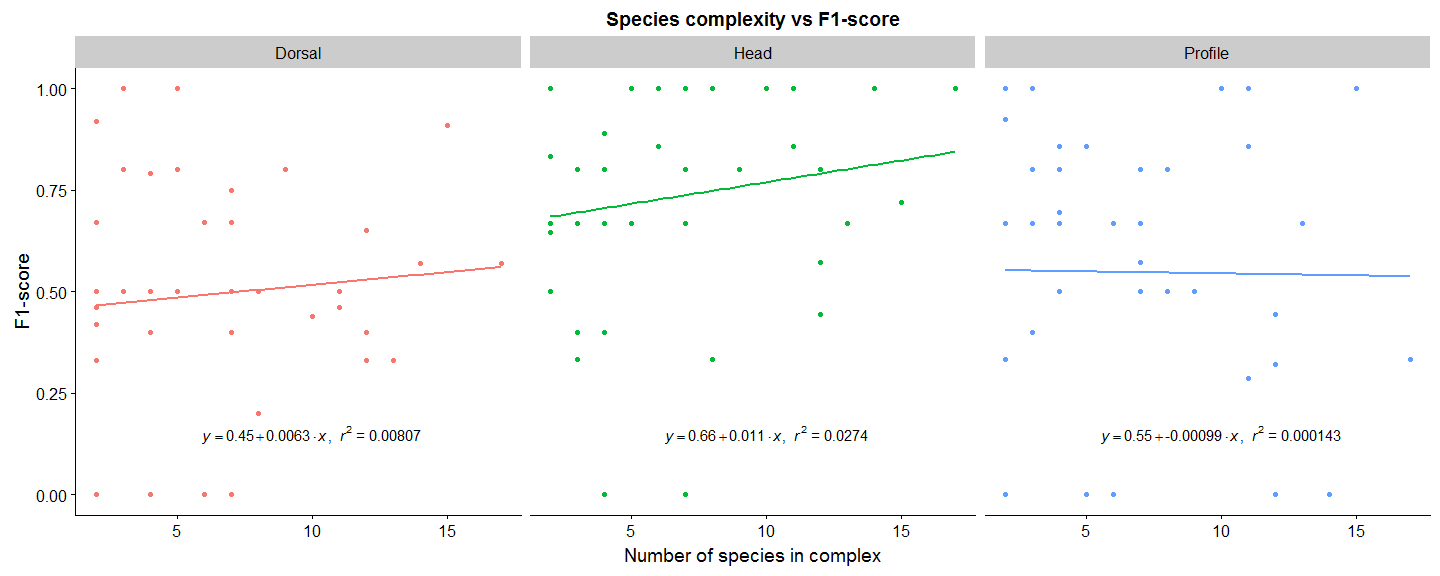 Species complexity vs F1-score
Dorsal
Head
Profile
F1-score
1.00
0.75
0.50
0.25
0.00
y = 0.45 + 0.0063 · x, r² = 0.00807
y = 0.66 + 0.011 · x, r² = 0.0274
y = 0.55 + -0.00099 · x, r² = 0.000143
5 10 15
5 10 15
5 10 15
Number of species in complex